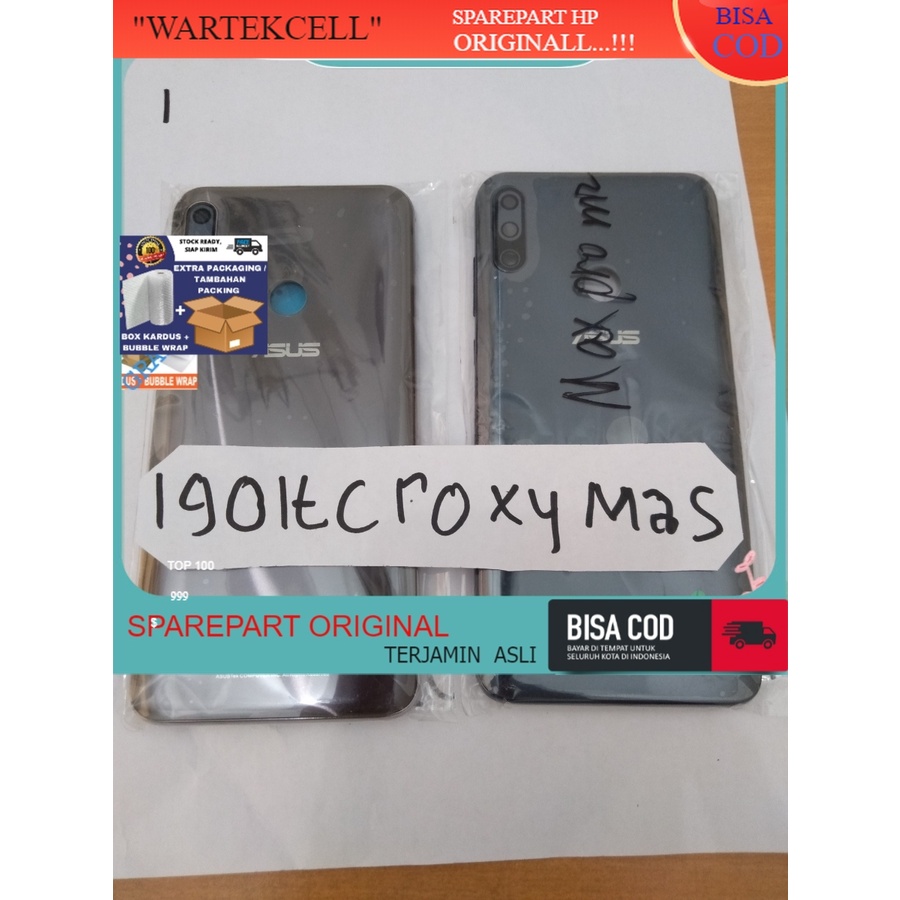 "WARTEKCELL"
SPAREPART HP
ORIGINALL...!!!
BISA
COD
1
STOCK READY,
SIAP KIRIM
100%
EXTRA PACKAGING /
TAMBAHAN
PACKING
+
BOX KARDUS +
BUBBLE WRAP
BUBBLE WRAP
ASUS
Max pro m2
1901tc roxy mas
TOP 100
999
$
SPAREPART ORIGINAL
TERJAMIN ASLI
BISA COD
BAYAR DI TEMPAT UNTUK
SELURUH KOTA DI INDONESIA